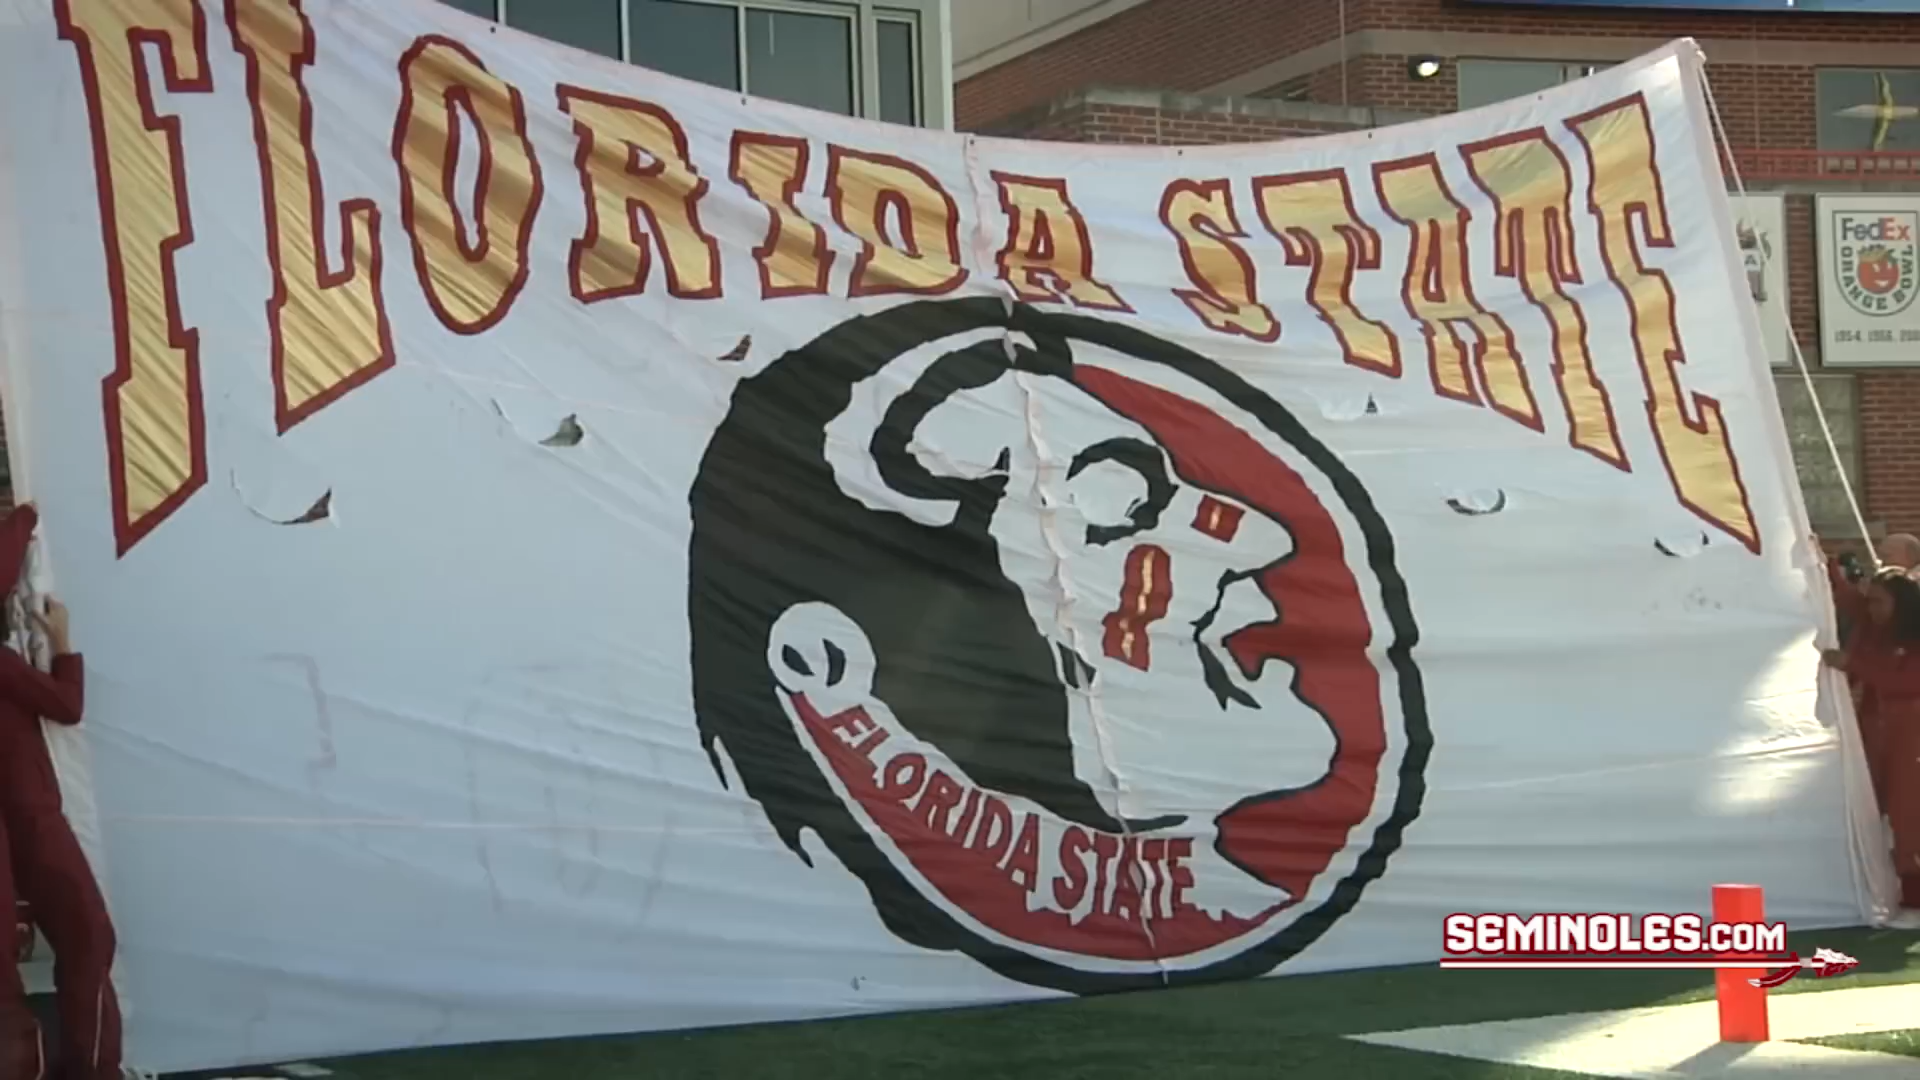 FLORIDA STATE
FedEx
ORANGE BOWL
FLORIDA STATE
SEMINOLES.COM